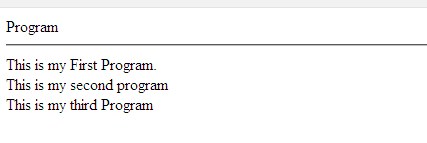 Program
This is my First Program.
This is my second program
This is my third Program